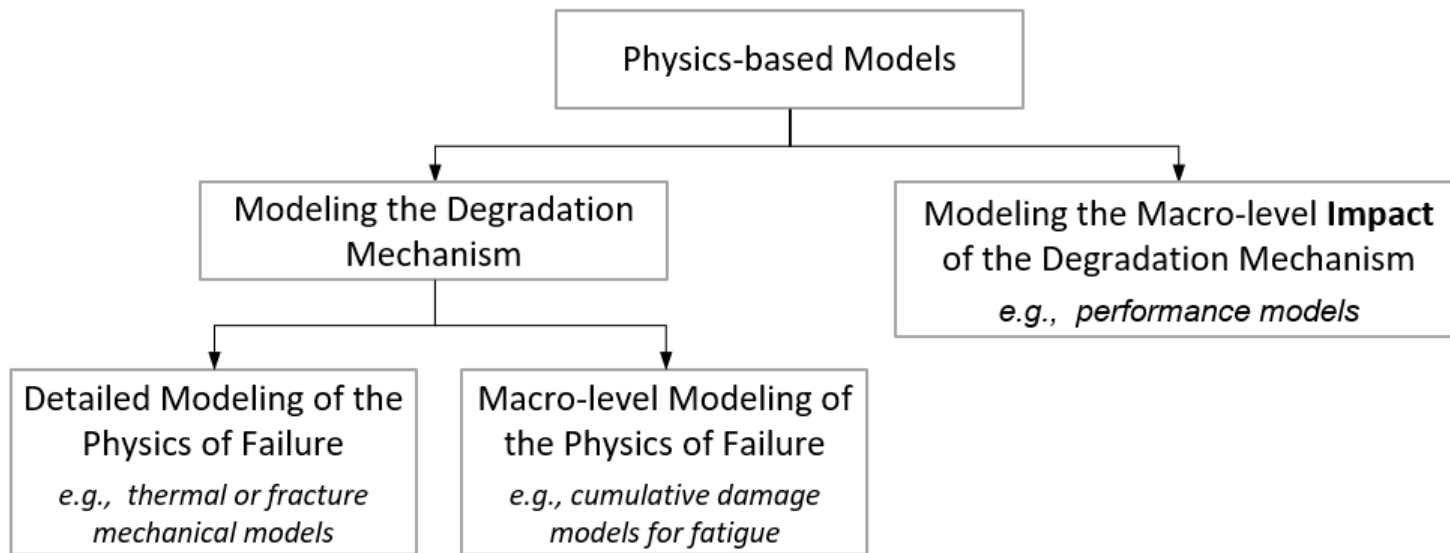 Physics-based Models
Modeling the Degradation
Mechanism
Modeling the Macro-level Impact
of the Degradation Mechanism
e.g., performance models
Detailed Modeling of the
Physics of Failure
e.g., thermal or fracture
mechanical models
Macro-level Modeling of
the Physics of Failure
e.g., cumulative damage
models for fatigue